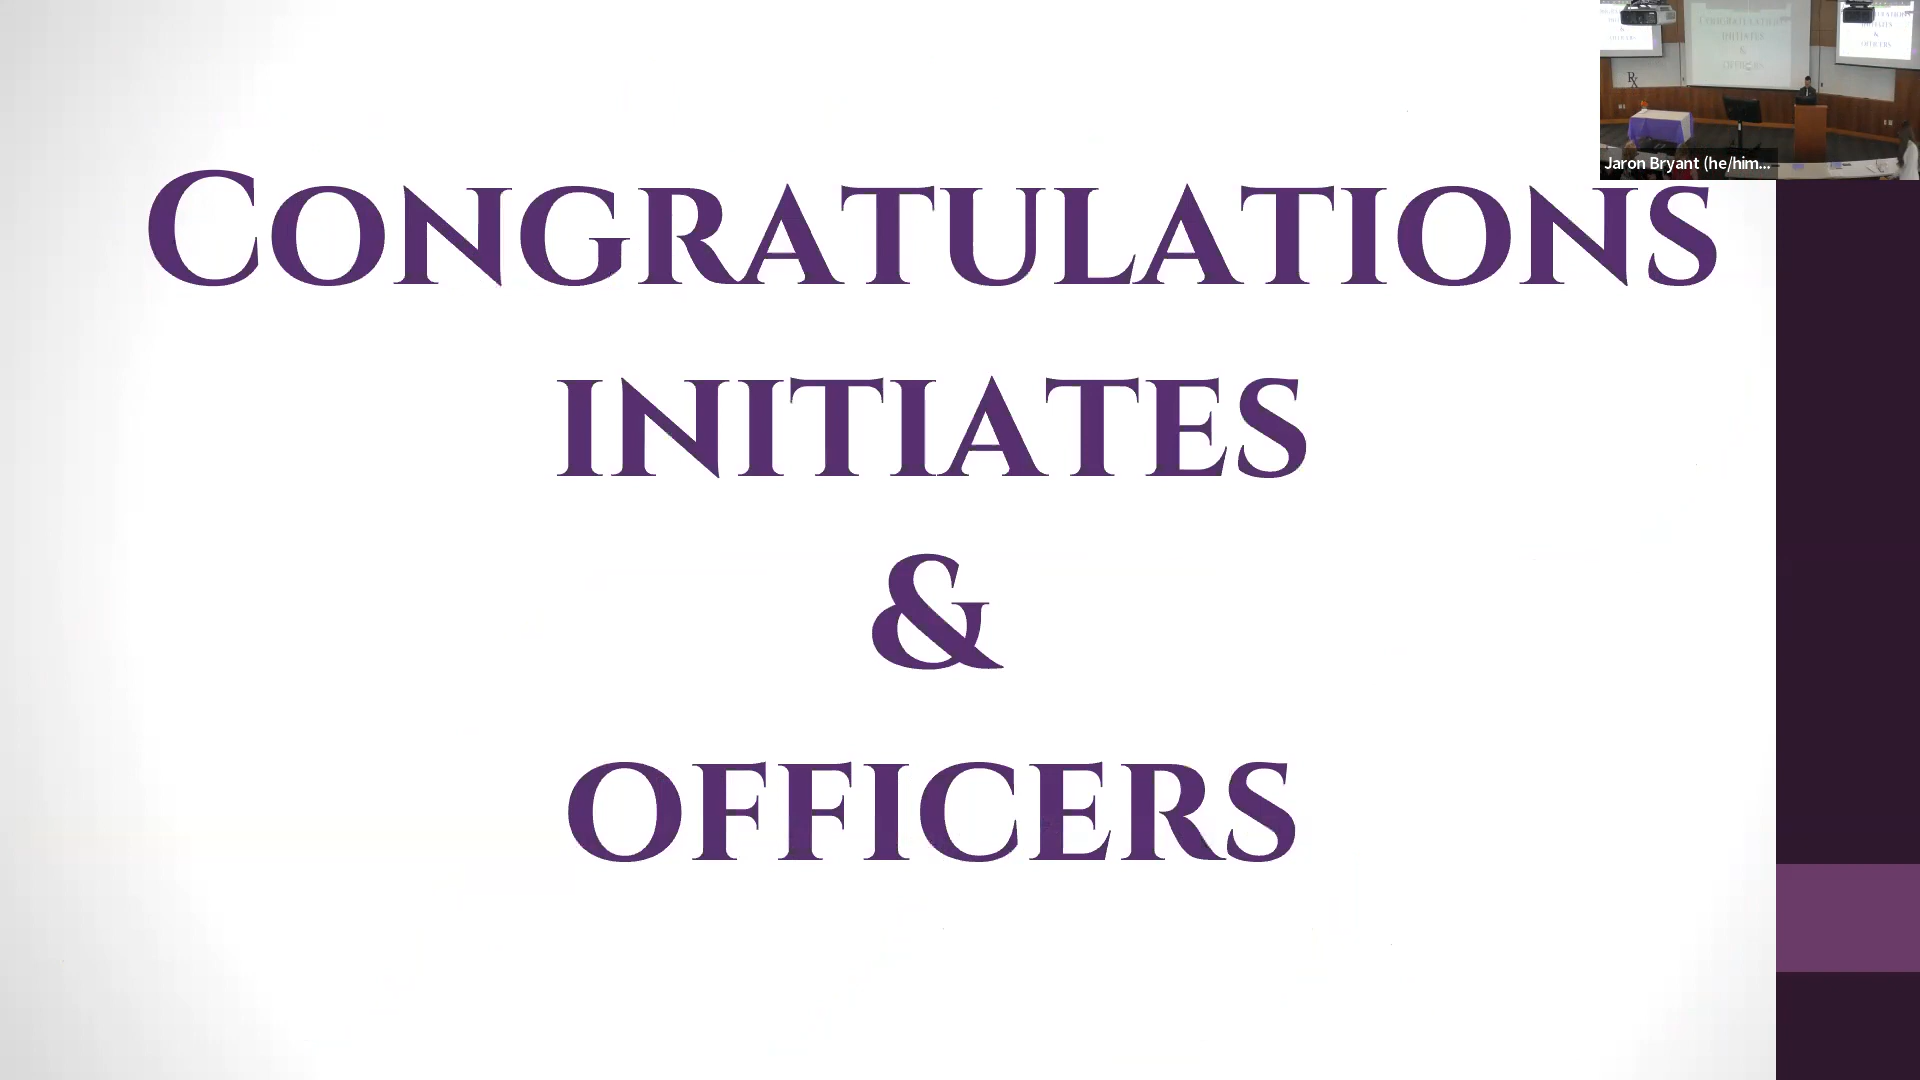 Congratulations
initiates
&
officers
Jaron Bryant (he/him...